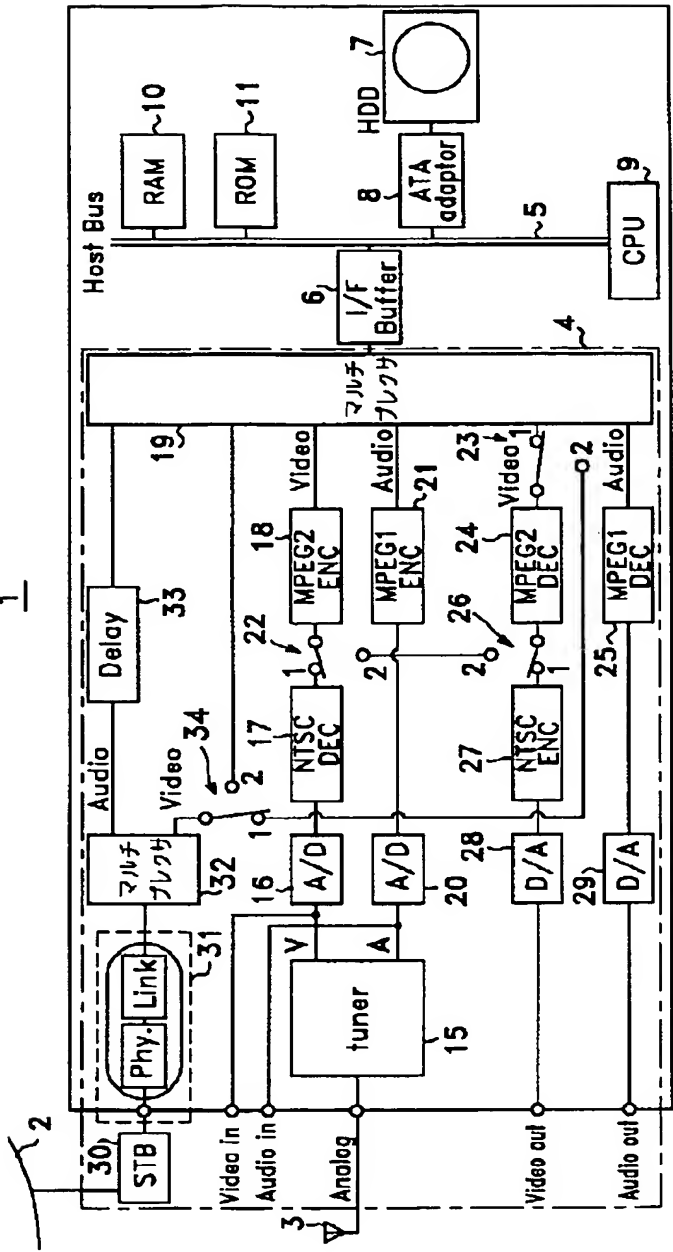 1
2
30
STB
31
Phy.
Link
マルチ
プレクサ
32
Audio
Video
34
1
2
Delay
33
19
マルチ
プレクサ
4
Video in
Audio in
Analog
3
tuner
15
V
A
16
A/D
20
A/D
17
NTSC
DEC
1
22
2
18
MPEG2
ENC
Video
MPEG1
ENC
21
Audio
Video out
Audio out
28
D/A
29
D/A
27
NTSC
ENC
26
1
2
24
MPEG2
DEC
25
MPEG1
DEC
Video
23
1
2
Audio
6
I/F
Buffer
Host Bus
5
RAM
10
ROM
11
8
ATA
adaptor
HDD
7
CPU
9